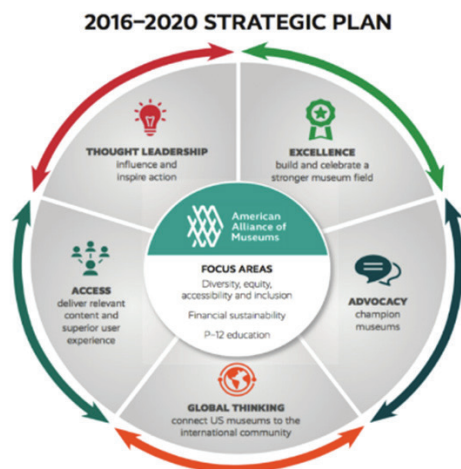 2016–2020 STRATEGIC PLAN
THOUGHT LEADERSHIP
influence and
inspire action
EXCELLENCE
build and celebrate a
stronger museum field
American
Alliance of
Museums
FOCUS AREAS
Diversity, equity,
accessibility and inclusion
Financial sustainability
P–12 education
ACCESS
deliver relevant
content and
superior user
experience
ADVOCACY
champion
museums
GLOBAL THINKING
connect US museums to the
international community